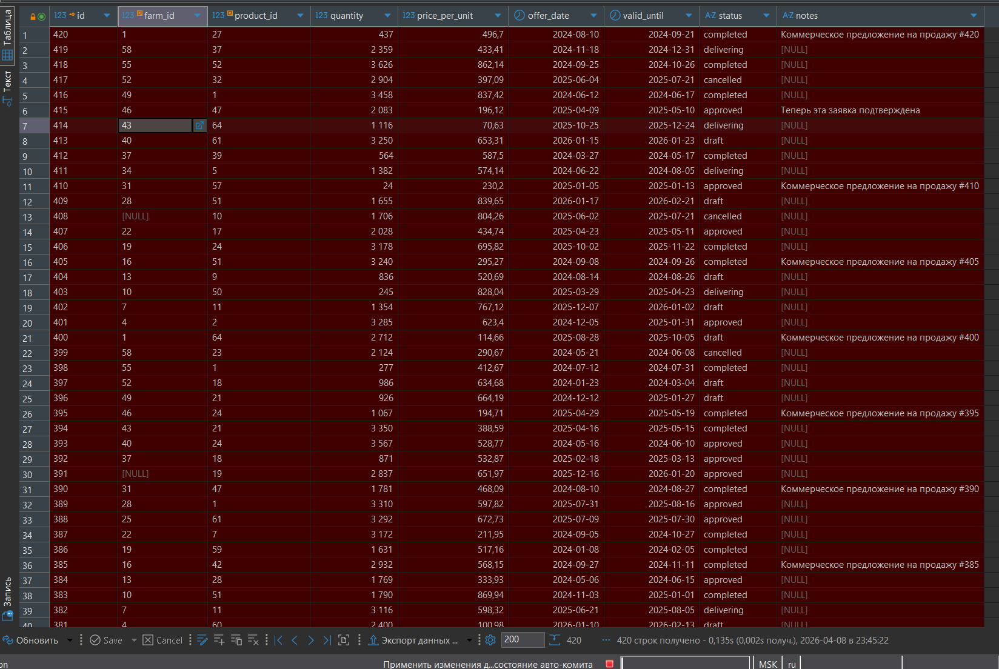 Таблица
Текст
Запись
123 id 123 farm_id 123 product_id 123 quantity 123 price_per_unit offer_date valid_until A-Z status A-Z notes
1 420 1 27 437 496,7 2024-08-10 2024-09-21 completed Коммерческое предложение на продажу #420
2 419 58 37 2 359 433,41 2024-11-18 2024-12-31 delivering [NULL]
3 418 55 52 3 626 862,14 2024-09-25 2024-10-26 completed [NULL]
4 417 52 32 2 904 397,09 2025-06-04 2025-07-21 cancelled [NULL]
5 416 49 1 3 458 837,42 2024-06-12 2024-06-17 completed [NULL]
6 415 46 47 2 083 196,12 2025-04-09 2025-05-10 approved Теперь эта заявка подтверждена
7 414 43 64 1 116 70,63 2025-10-25 2025-12-24 delivering [NULL]
8 413 40 61 3 250 653,31 2026-01-15 2026-01-23 draft [NULL]
9 412 37 39 564 587,5 2024-03-27 2024-05-17 completed [NULL]
10 411 34 5 1 382 574,14 2024-06-22 2024-08-05 delivering [NULL]
11 410 31 57 24 230,2 2025-01-05 2025-01-13 approved Коммерческое предложение на продажу #410
12 409 28 51 1 655 839,65 2026-01-17 2026-02-21 draft [NULL]
13 408 [NULL] 10 1 706 804,26 2025-06-02 2025-07-21 cancelled [NULL]
14 407 22 17 2 028 434,74 2025-04-23 2025-05-11 approved [NULL]
15 406 19 24 3 178 695,82 2025-10-02 2025-11-22 completed [NULL]
16 405 16 51 3 240 295,27 2024-09-08 2024-09-26 completed Коммерческое предложение на продажу #405
17 404 13 9 836 520,69 2024-08-14 2024-08-26 draft [NULL]
18 403 10 50 245 828,04 2025-03-29 2025-04-23 delivering [NULL]
19 402 7 11 1 354 767,12 2025-12-07 2026-01-02 draft [NULL]
20 401 4 2 3 285 623,4 2024-12-05 2025-01-31 approved [NULL]
21 400 1 64 2 712 114,66 2025-08-28 2025-10-05 draft Коммерческое предложение на продажу #400
22 399 58 23 2 124 290,67 2024-05-21 2024-06-08 cancelled [NULL]
23 398 55 1 277 412,67 2024-07-12 2024-07-31 completed [NULL]
24 397 52 18 986 634,68 2024-01-23 2024-03-04 draft [NULL]
25 396 49 21 926 664,19 2024-12-12 2025-01-27 draft [NULL]
26 395 46 24 1 067 194,71 2025-04-29 2025-05-19 completed Коммерческое предложение на продажу #395
27 394 43 21 3 350 388,59 2025-04-16 2025-05-15 completed [NULL]
28 393 40 24 3 567 528,77 2024-05-16 2024-06-10 approved [NULL]
29 392 37 18 871 532,87 2025-02-18 2025-03-13 approved [NULL]
30 391 [NULL] 19 2 837 651,97 2025-12-16 2026-01-20 approved [NULL]
31 390 31 47 1 781 468,09 2024-08-10 2024-08-27 completed Коммерческое предложение на продажу #390
32 389 28 1 3 310 597,82 2025-07-31 2025-08-16 approved [NULL]
33 388 25 61 3 292 672,73 2025-07-09 2025-07-30 approved [NULL]
34 387 22 7 3 172 211,95 2024-09-05 2024-10-27 completed [NULL]
35 386 19 59 1 631 517,16 2024-01-08 2024-02-05 completed [NULL]
36 385 16 42 2 932 568,15 2024-09-27 2024-11-11 completed Коммерческое предложение на продажу #385
37 384 13 28 1 769 333,93 2024-05-06 2024-06-15 approved [NULL]
38 383 10 51 1 790 869,94 2024-11-03 2025-01-01 completed [NULL]
39 382 7 11 3 116 598,32 2025-06-21 2025-08-05 delivering [NULL]
40 381 4 60 2 400 100,98 2026-01-10 2026-02-13 draft [NULL]
Обновить Save Cancel Экспорт данных ... 200 420 ··· 420 строк получено - 0,135s (0,002s получ.), 2026-04-08 в 23:45:22
on Применить изменения д...состояние авто-комита MSK ru